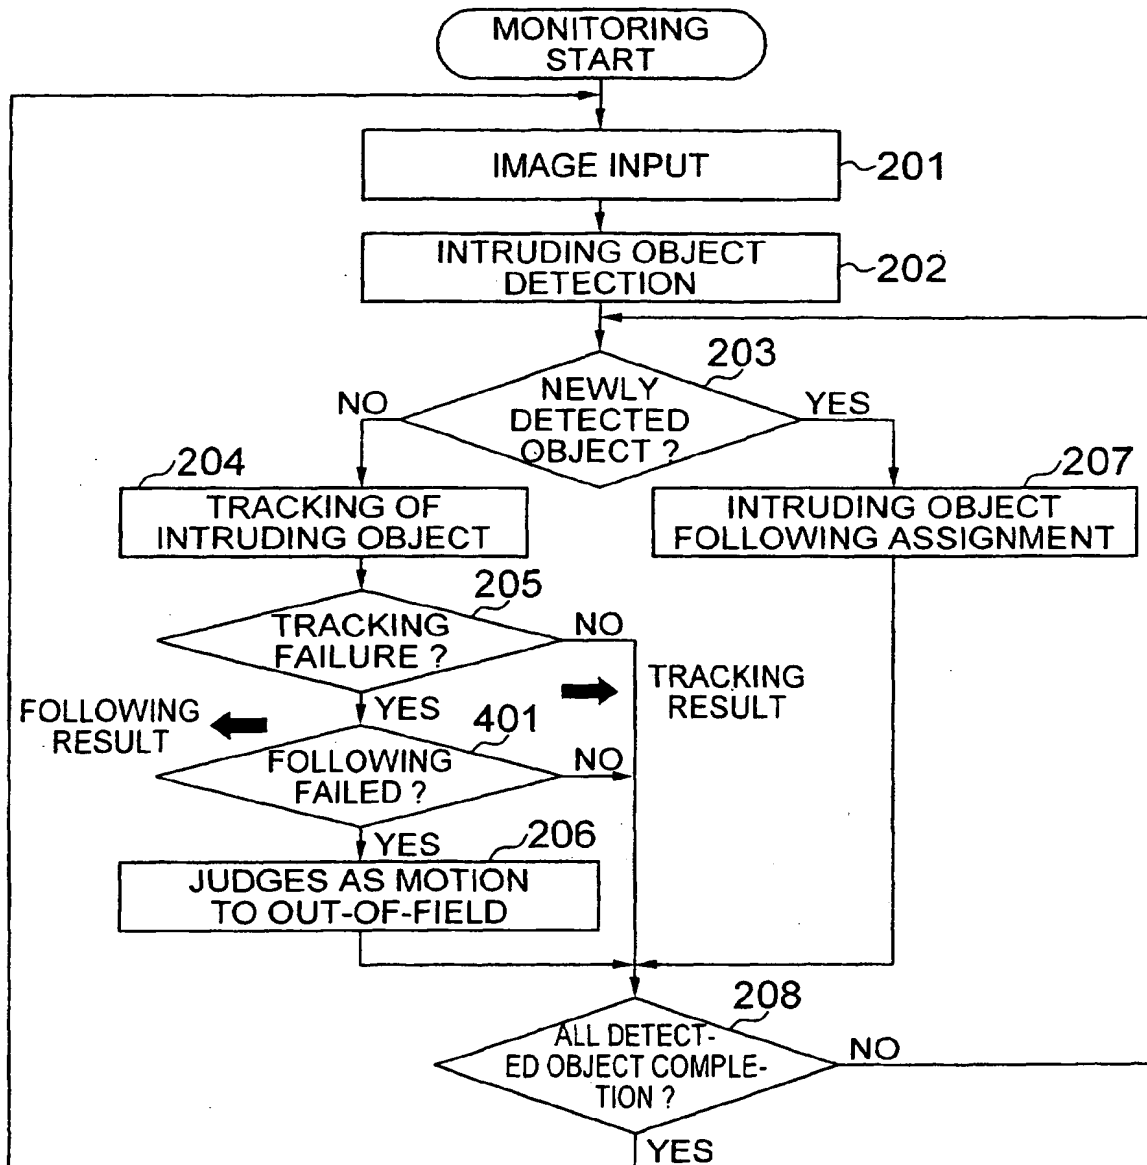 MONITORING
START
IMAGE INPUT
201
INTRUDING OBJECT
DETECTION
202
203
NEWLY
DETECTED
OBJECT ?
NO
YES
204
TRACKING OF
INTRUDING OBJECT
207
INTRUDING OBJECT
FOLLOWING ASSIGNMENT
205
TRACKING
FAILURE ?
NO
YES
TRACKING
RESULT
FOLLOWING
RESULT
401
FOLLOWING
FAILED ?
NO
YES
206
JUDGES AS MOTION
TO OUT-OF-FIELD
208
ALL DETECT-
ED OBJECT COMPLE-
TION ?
NO
YES